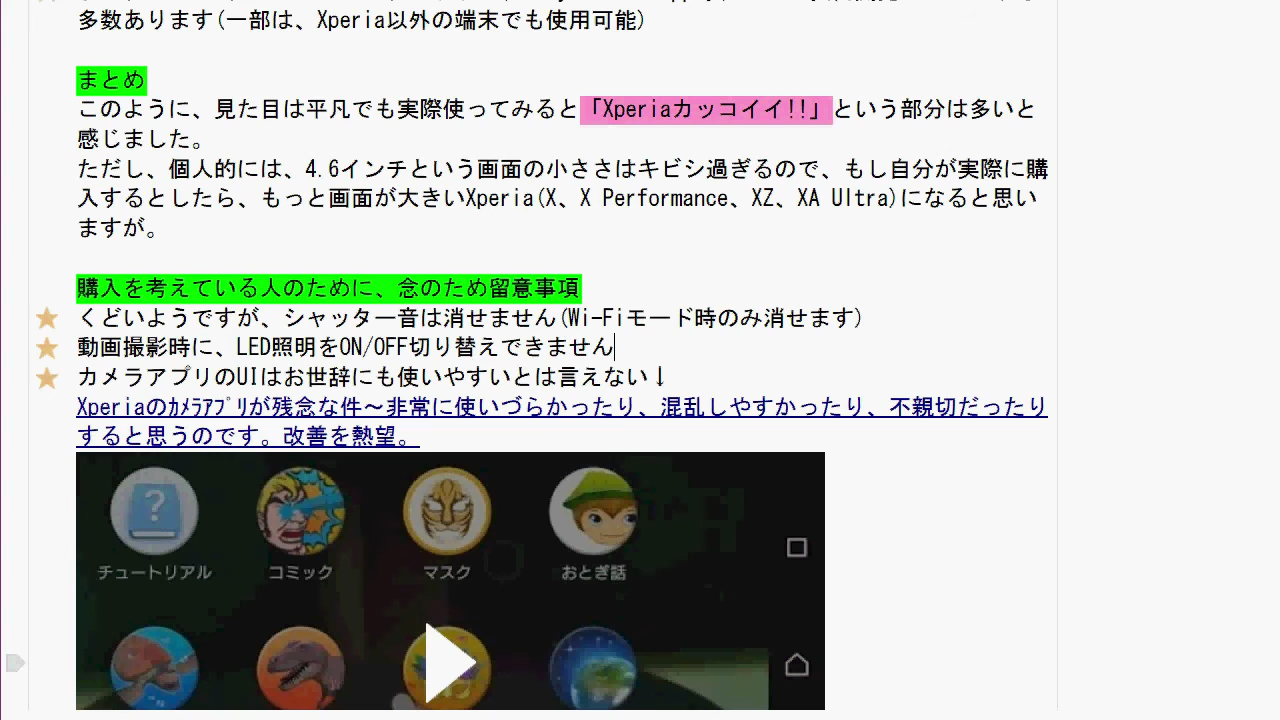 多数あります(一部は、Xperia以外の端末でも使用可能)
まとめ
このように、見た目は平凡でも実際使ってみると「Xperiaカッコイイ!!」という部分は多いと
感じました。
ただし、個人的には、4.6インチという画面の小ささはキビシ過ぎるので、もし自分が実際に購
入するとしたら、もっと画面が大きいXperia(X、X Performance、XZ、XA Ultra)になると思い
ますが。
購入を考えている人のために、念のため留意事項
くどいようですが、シャッター音は消せません(Wi-Fiモード時のみ消せます)
動画撮影時に、LED照明をON/OFF切り替えできません
カメラアプリのUIはお世辞にも使いやすいとは言えない↓
Xperiaのｶﾒﾗｱﾌﾟﾘが残念な件～非常に使いづらかったり、混乱しやすかったり、不親切だったり
すると思うのです。改善を熱望。
チュートリアル
コミック
マスク
おとぎ話